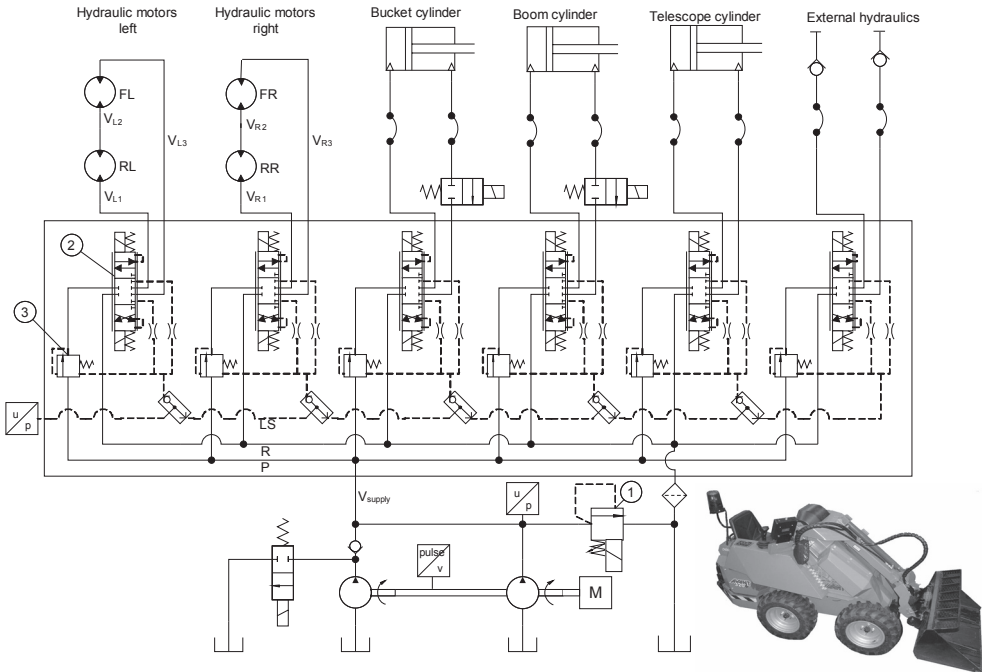 Hydraulic motors
left
Hydraulic motors
right
Bucket cylinder
Boom cylinder
Telescope cylinder
External hydraulics
FL
FR
VL2
VR2
VL3
VR3
RL
RR
VL1
VR1
2
3
u
p
LS
R
P
Vsupply
u
p
1
pulse
v
M